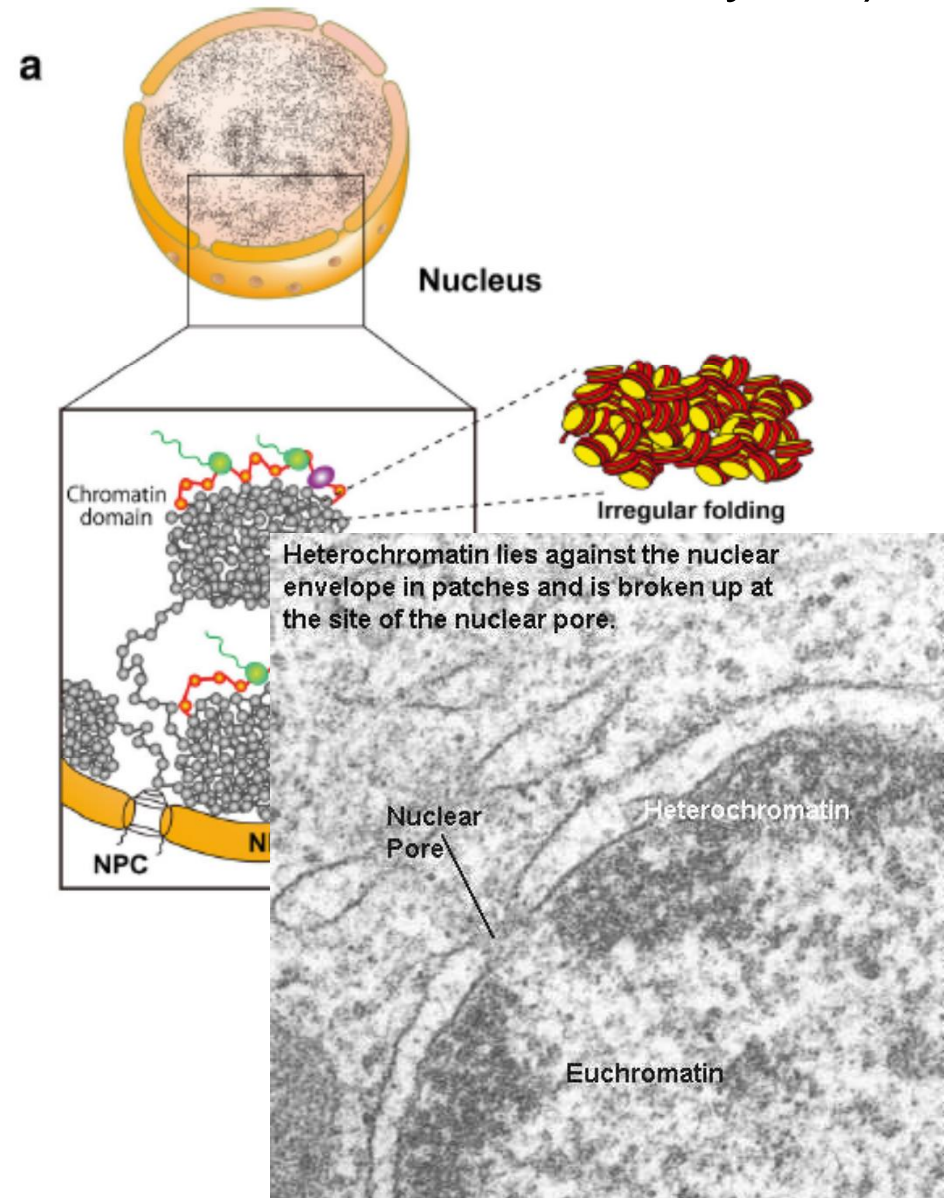 a
Nucleus
Chromatin
domain
Irregular folding
Heterochromatin lies against the nuclear
envelope in patches and is broken up at
the site of the nuclear pore.
Nuclear
Pore
Heterochromatin
NPC
Euchromatin